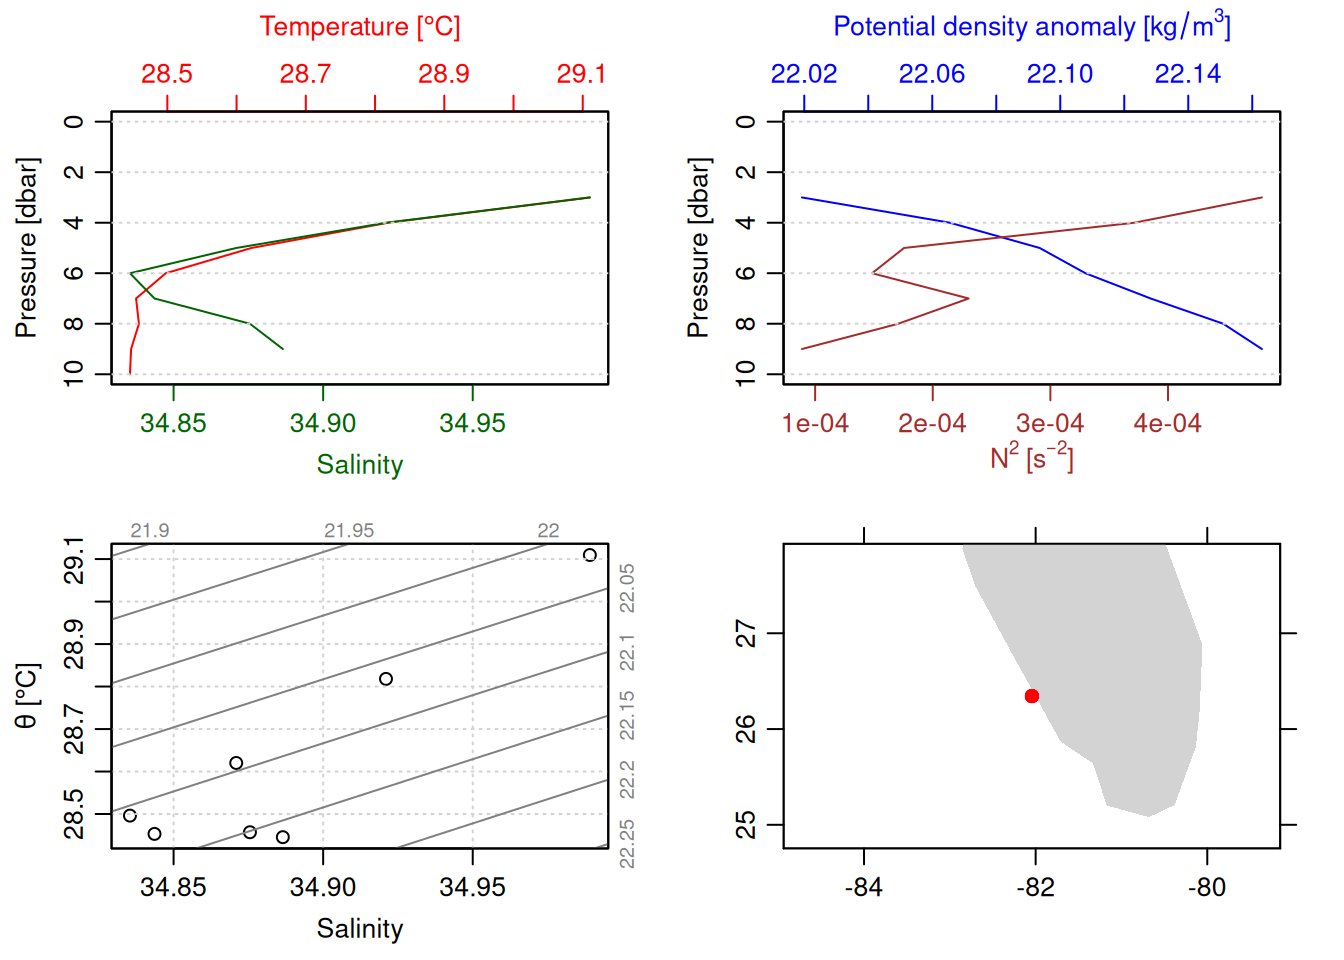 Temperature [°C]
28.5 28.7 28.9 29.1
0
2
4
6
8
10
Pressure [dbar]
34.85 34.90 34.95
Salinity
Potential density anomaly [kg/m³]
22.02 22.06 22.10 22.14
0
2
4
6
8
10
Pressure [dbar]
1e-04 2e-04 3e-04 4e-04
N² [s⁻²]
21.9 21.95 22
22.05
22.1
22.15
22.2
22.25
29.1
28.9
28.7
28.5
θ [°C]
34.85 34.90 34.95
Salinity
27
26
25
-84 -82 -80